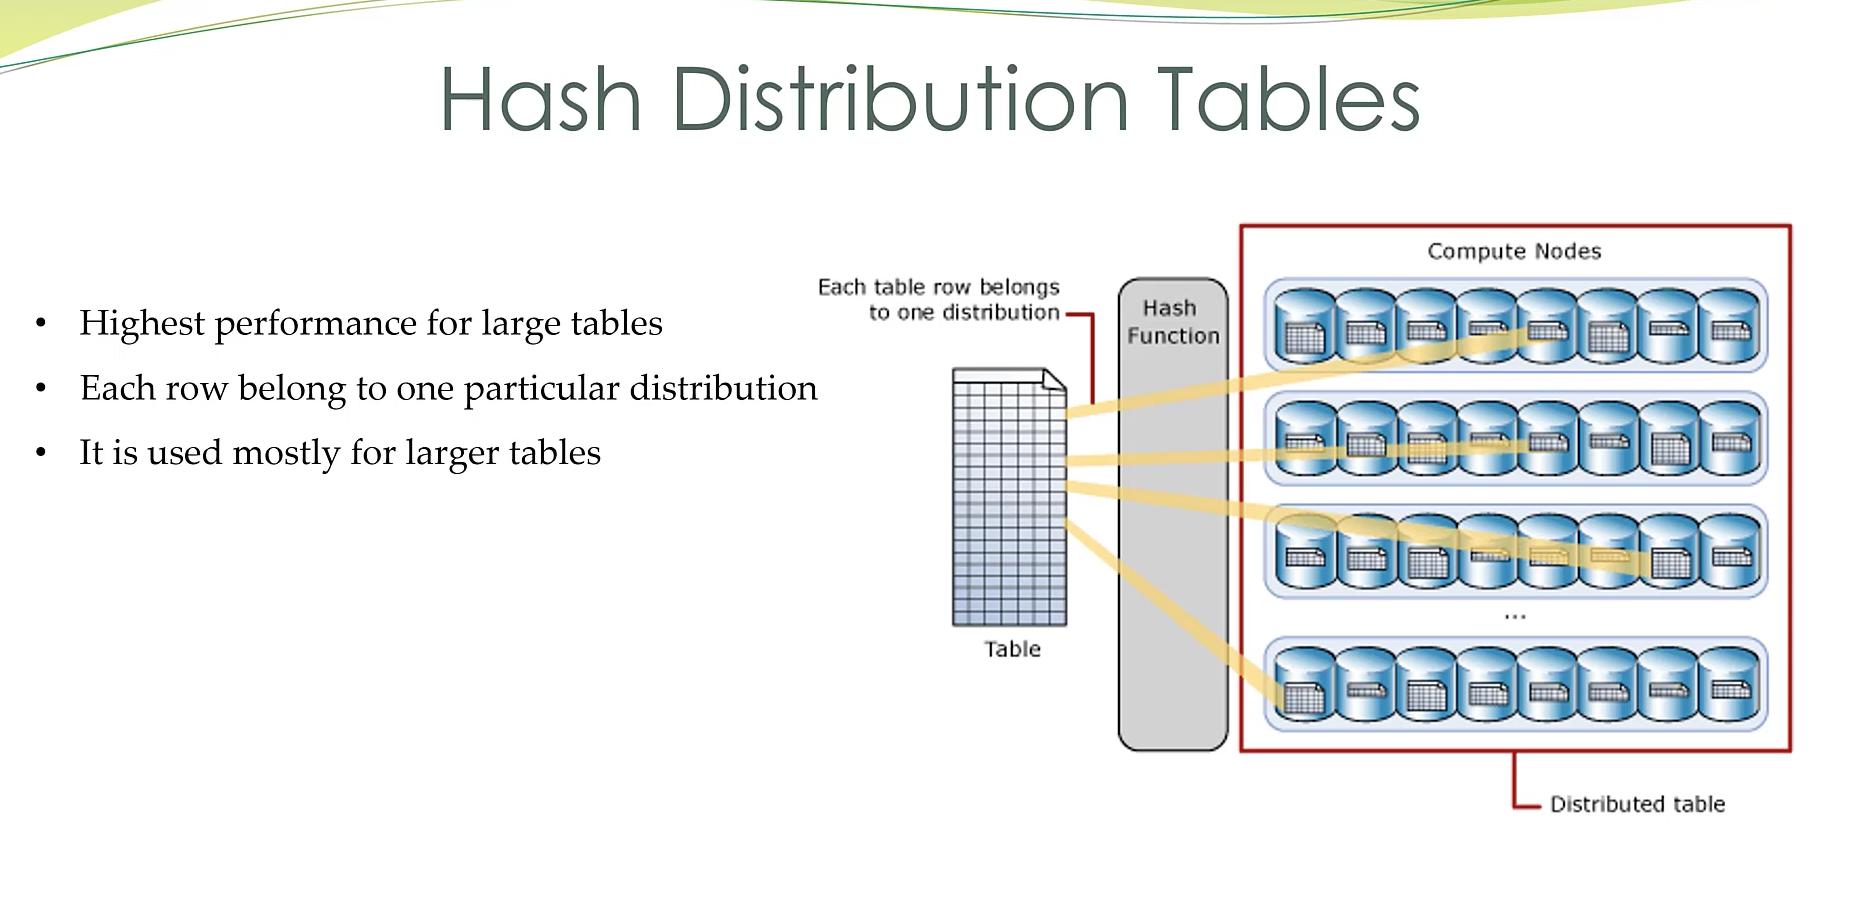 Hash Distribution Tables
• Highest performance for large tables
• Each row belong to one particular distribution
• It is used mostly for larger tables
Each table row belongs
to one distribution
Table
Hash
Function
Compute Nodes
...
Distributed table